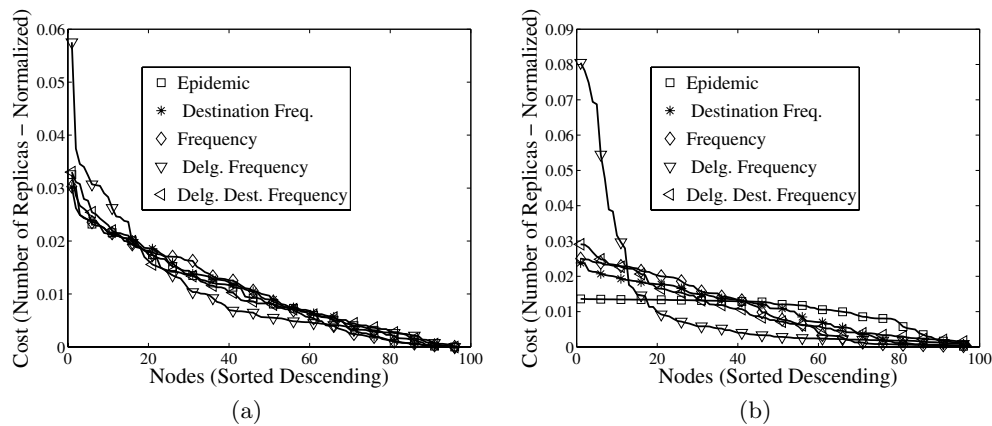 Cost (Number of Replicas − Normalized)
0.06
0.05
0.04
0.03
0.02
0.01
0
0 20 40 60 80 100
Nodes (Sorted Descending)
Epidemic
Destination Freq.
Frequency
Delg. Frequency
Delg. Dest. Frequency
(a)
Cost (Number of Replicas − Normalized)
0.09
0.08
0.07
0.06
0.05
0.04
0.03
0.02
0.01
0
0 20 40 60 80 100
Nodes (Sorted Descending)
Epidemic
Destination Freq.
Frequency
Delg. Frequency
Delg. Dest. Frequency
(b)